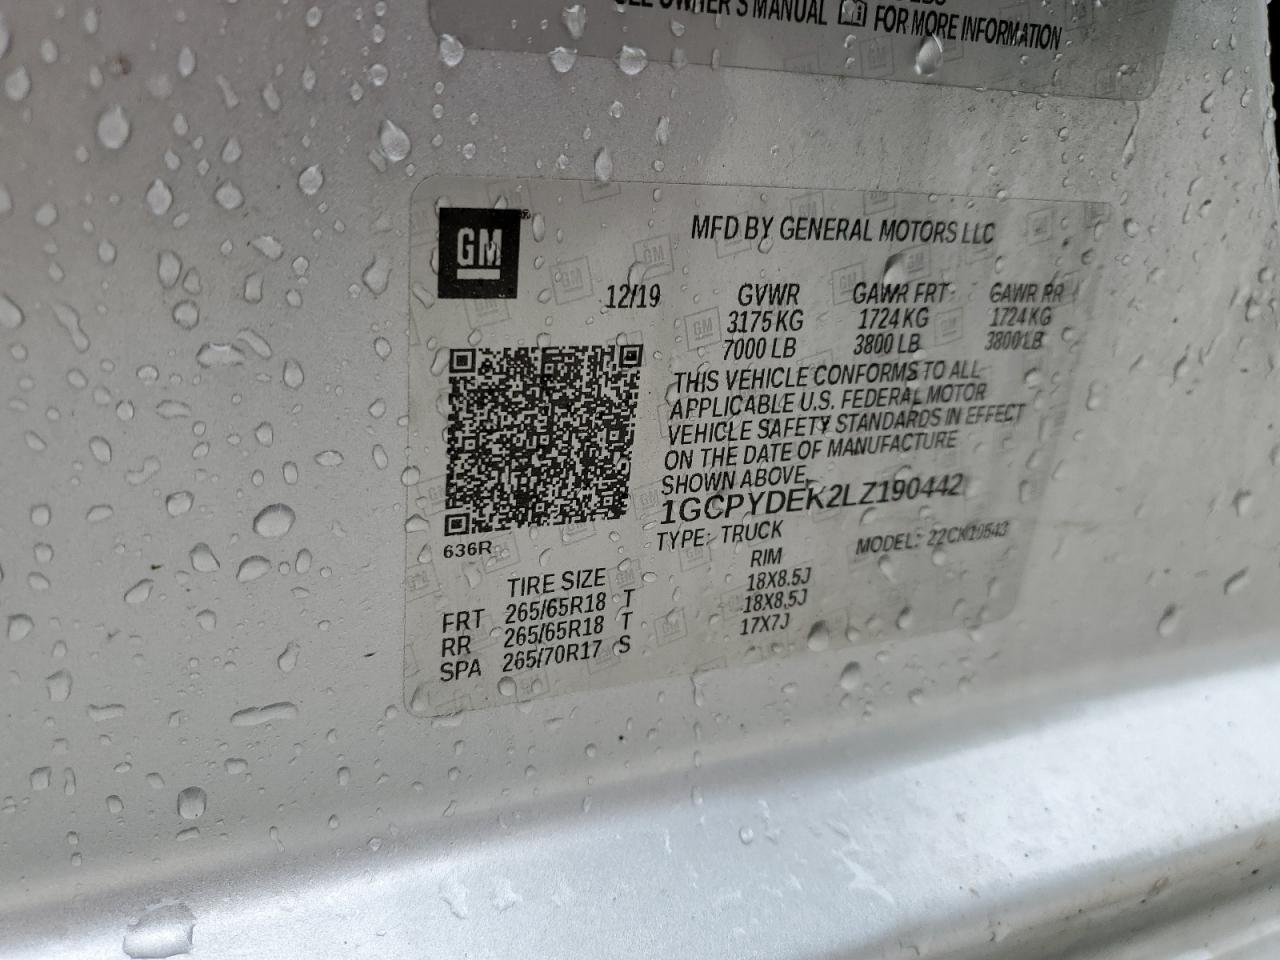 OWNER'S MANUAL FOR MORE INFORMATION
GM
®
MFD BY GENERAL MOTORS LLC
12/19 GVWR GAWR FRT GAWR RR
3175 KG 1724 KG 1724 KG
7000 LB 3800 LB 3800 LB
THIS VEHICLE CONFORMS TO ALL
APPLICABLE U.S. FEDERAL MOTOR
VEHICLE SAFETY STANDARDS IN EFFECT
ON THE DATE OF MANUFACTURE
SHOWN ABOVE.
1GCPYDEK2LZ190442
TYPE: TRUCK MODEL: 22CK10543
636R
TIRE SIZE RIM
FRT 265/65R18 T 18X8.5J
RR 265/65R18 T 18X8.5J
SPA 265/70R17 S 17X7J